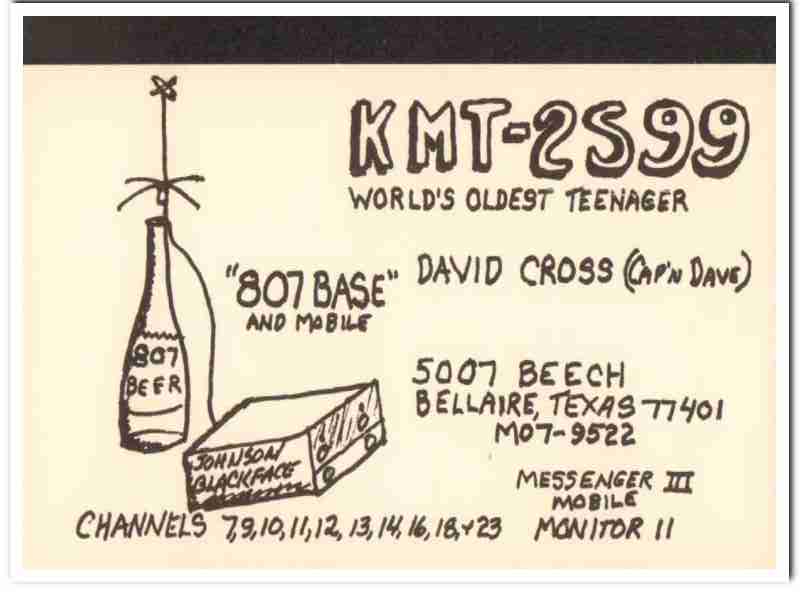 KMT-2599
WORLD'S OLDEST TEENAGER
"807 BASE"
AND MOBILE
DAVID CROSS (CAP'N DAVE)
807
BEER
5007 BEECH
BELLAIRE, TEXAS 77401
MO7-9522
JOHNSON
BLACKFACE
MESSENGER III
MOBILE
CHANNELS 7,9,10,11,12, 13,14,16,18,+23
MONITOR 11